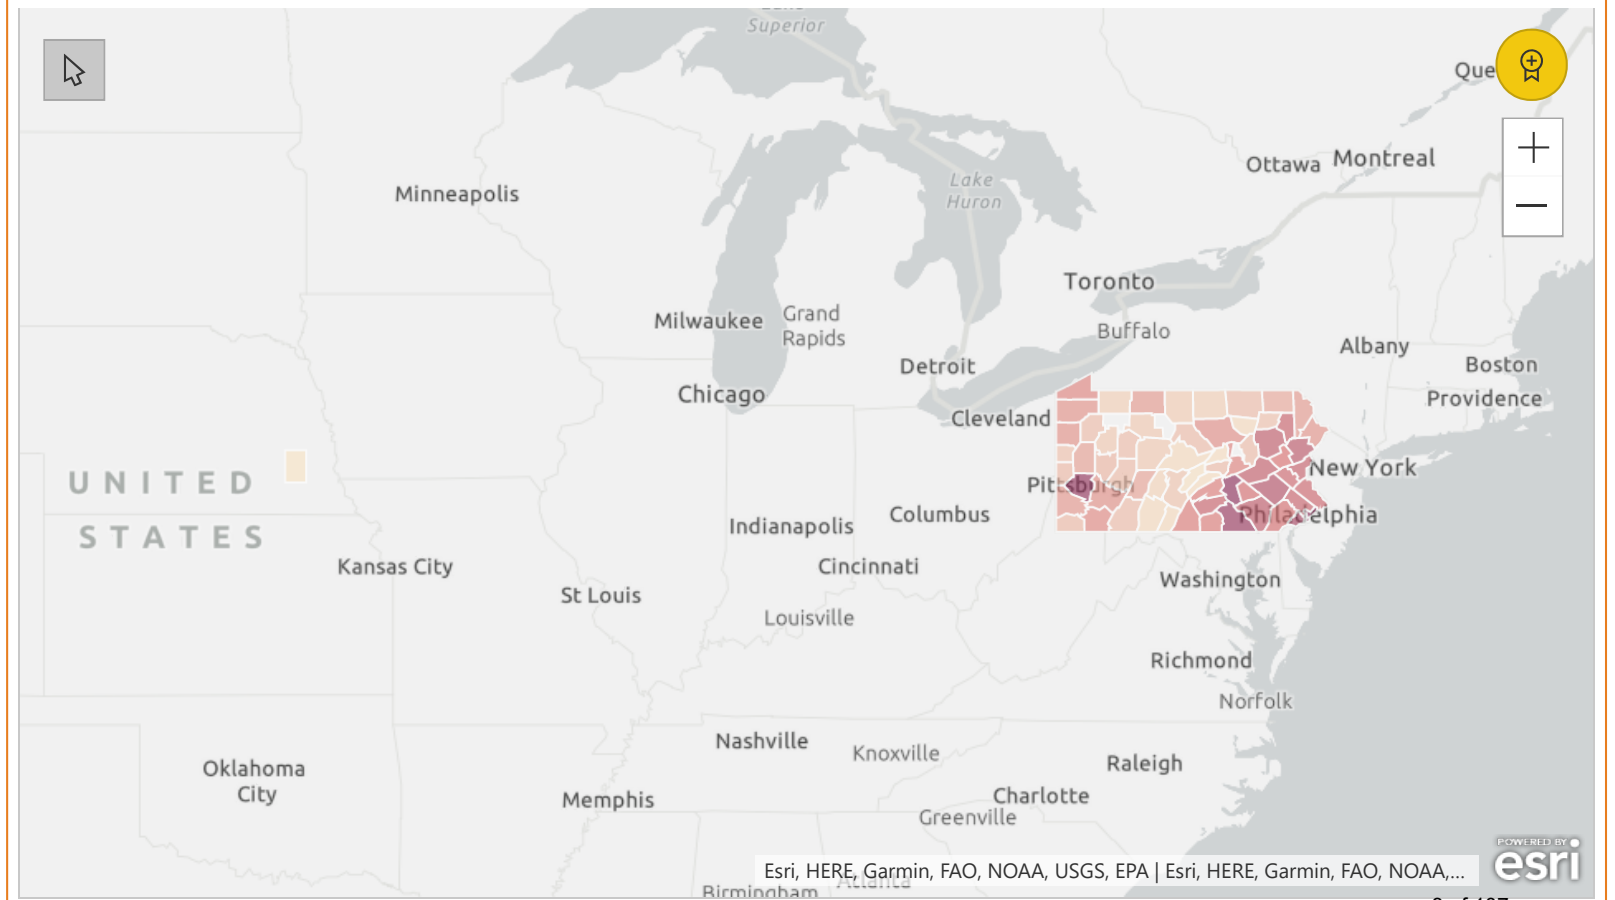 Superior
Que
Ottawa
Montreal
Minneapolis
Lake
Huron
Toronto
Milwaukee
Grand
Rapids
Buffalo
Albany
Detroit
Boston
Chicago
Providence
Cleveland
New York
UNITED
STATES
Pittsburgh
Columbus
Philadelphia
Indianapolis
Kansas City
Cincinnati
Washington
St Louis
Louisville
Richmond
Norfolk
Nashville
Knoxville
Raleigh
Oklahoma
City
Memphis
Charlotte
Greenville
POWERED BY
esri
Esri, HERE, Garmin, FAO, NOAA, USGS, EPA | Esri, HERE, Garmin, FAO, NOAA,...
Birmingham
Atlanta